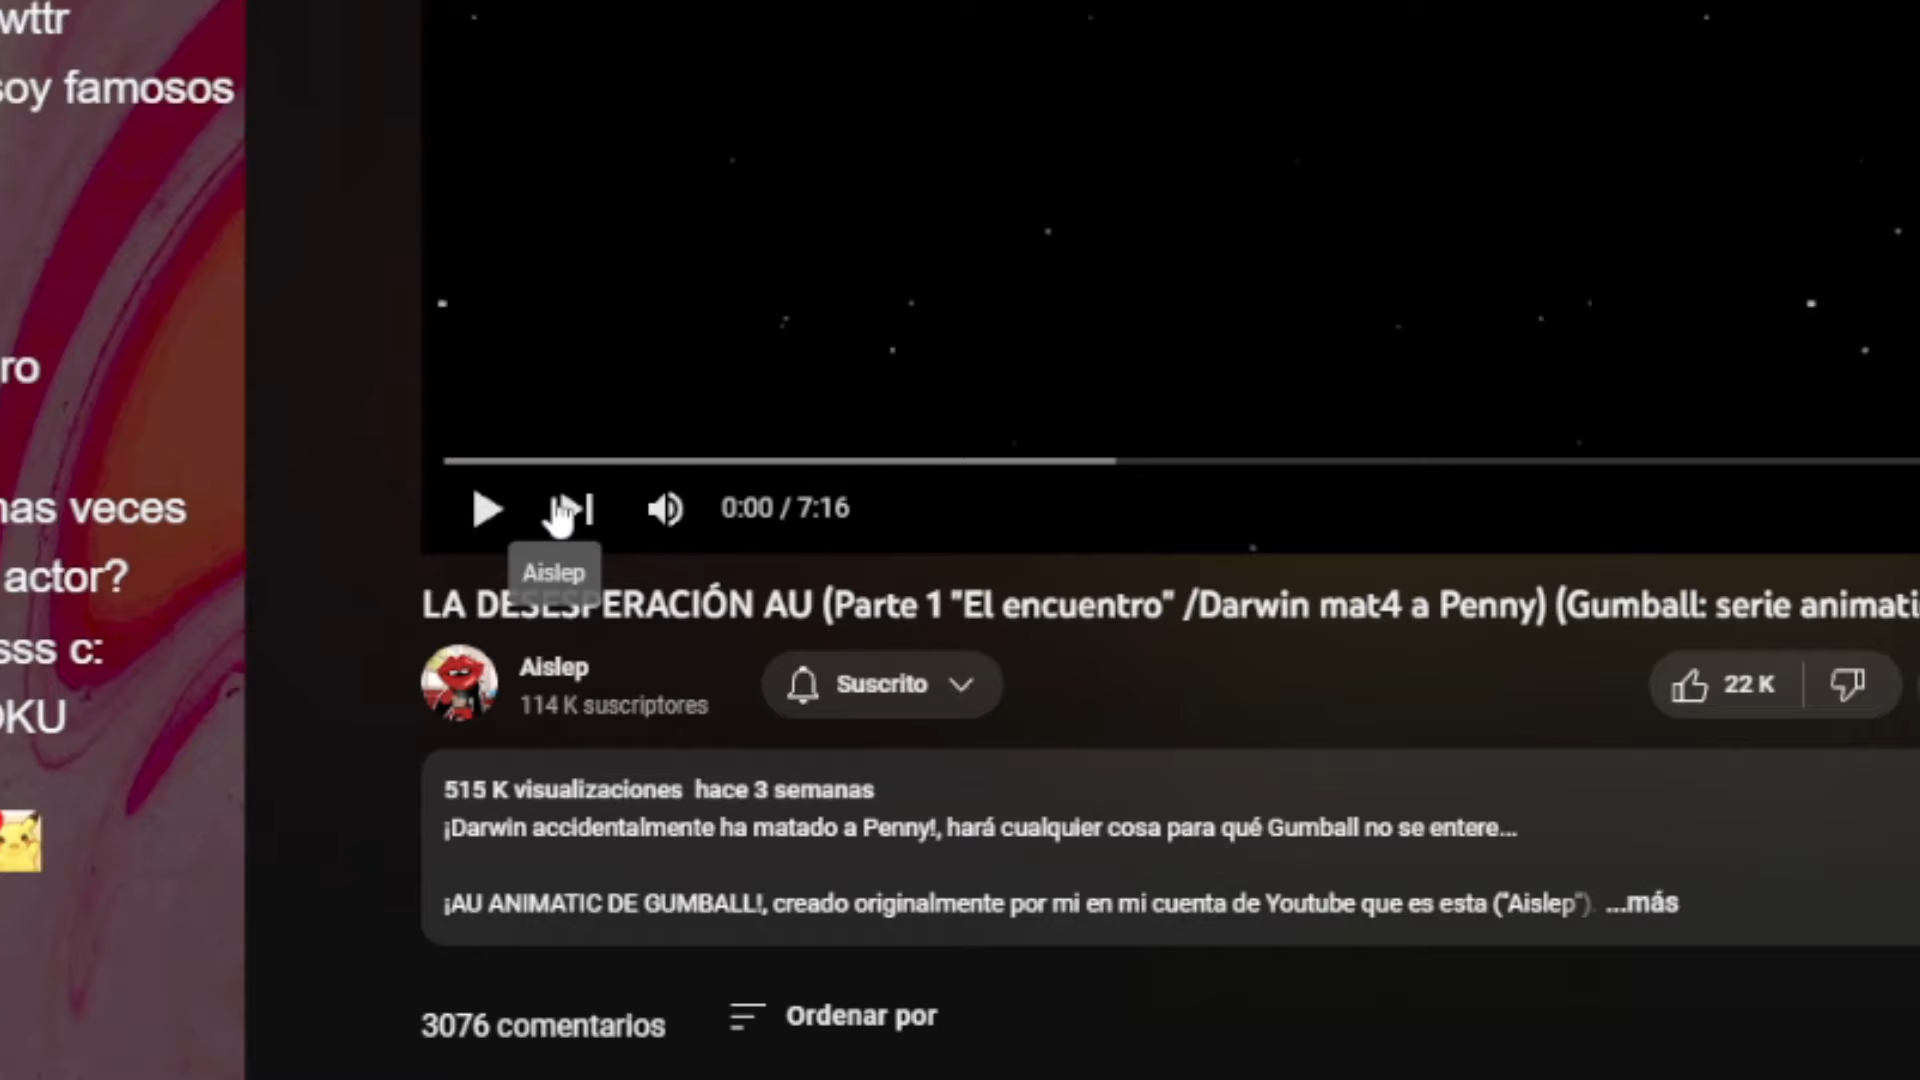 wttr
soy famosos
ro
nas veces
actor?
sss c:
OKU
0:00 / 7:16
Aislep
LA DESESPERACIÓN AU (Parte 1 "El encuentro" /Darwin mat4 a Penny) (Gumball: serie animati
Aislep
114 K suscriptores
Suscrito
22 K
515 K visualizaciones hace 3 semanas
¡Darwin accidentalmente ha matado a Penny!, hará cualquier cosa para qué Gumball no se entere...
¡AU ANIMATIC DE GUMBALL!, creado originalmente por mi en mi cuenta de Youtube que es esta ("Aislep"). ...más
3076 comentarios
Ordenar por